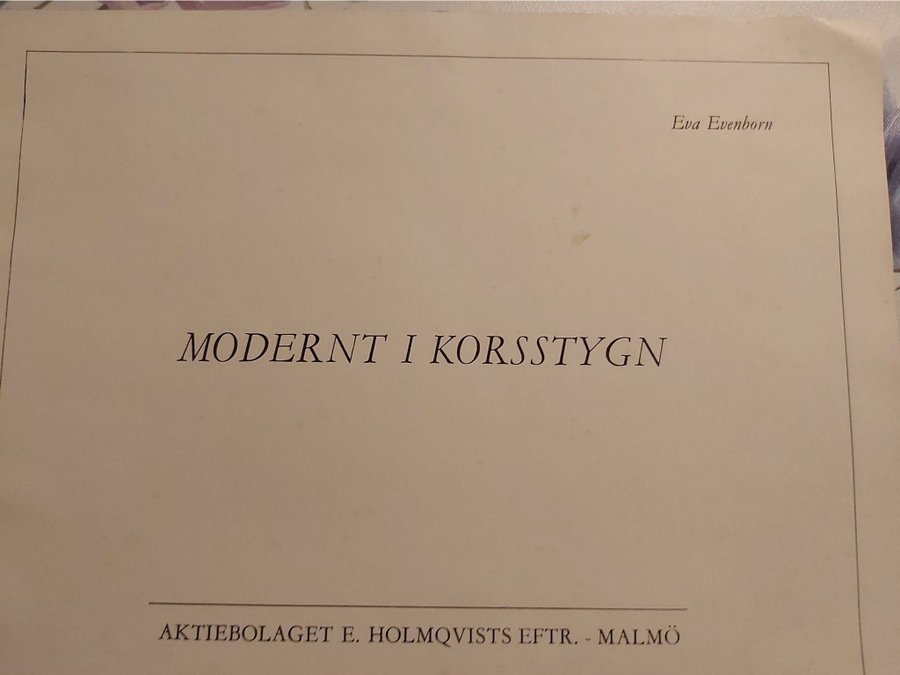 Eva Evenborn
MODERNT I KORSSTYGN
AKTIEBOLAGET E. HOLMQVISTS EFTR. - MALMÖ